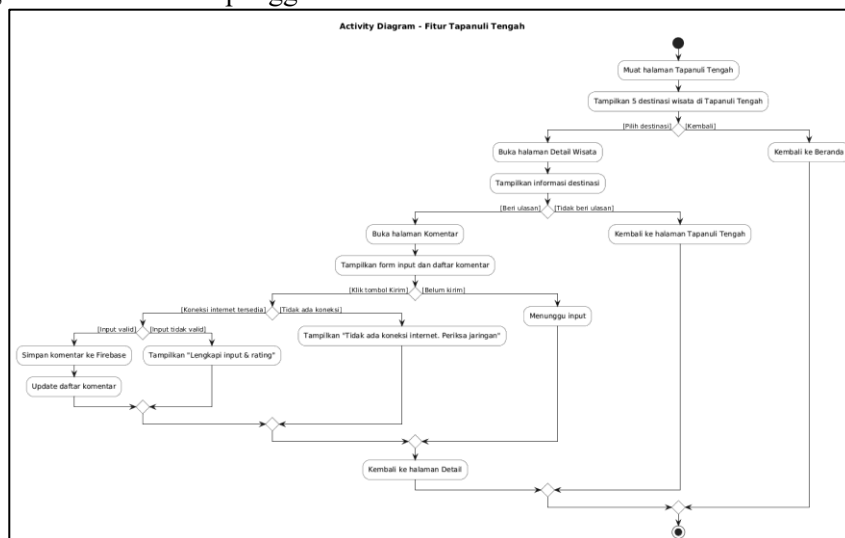 Activity Diagram - Fitur Tapanuli Tengah
Muat halaman Tapanuli Tengah
Tampilkan 5 destinasi wisata di Tapanuli Tengah
[Pilih destinasi] [Kembali]
Buka halaman Detail Wisata
Kembali ke Beranda
Tampilkan informasi destinasi
[Beri ulasan] [Tidak beri ulasan]
Buka halaman Komentar
Kembali ke halaman Tapanuli Tengah
Tampilkan form input dan daftar komentar
[Klik tombol Kirim] [Belum kirim]
[Koneksi internet tersedia] [Tidak ada koneksi]
Menunggu input
[Input valid] [Input tidak valid]
Tampilkan "Tidak ada koneksi internet. Periksa jaringan"
Simpan komentar ke Firebase
Tampilkan "Lengkapi input & rating"
Update daftar komentar
Kembali ke halaman Detail